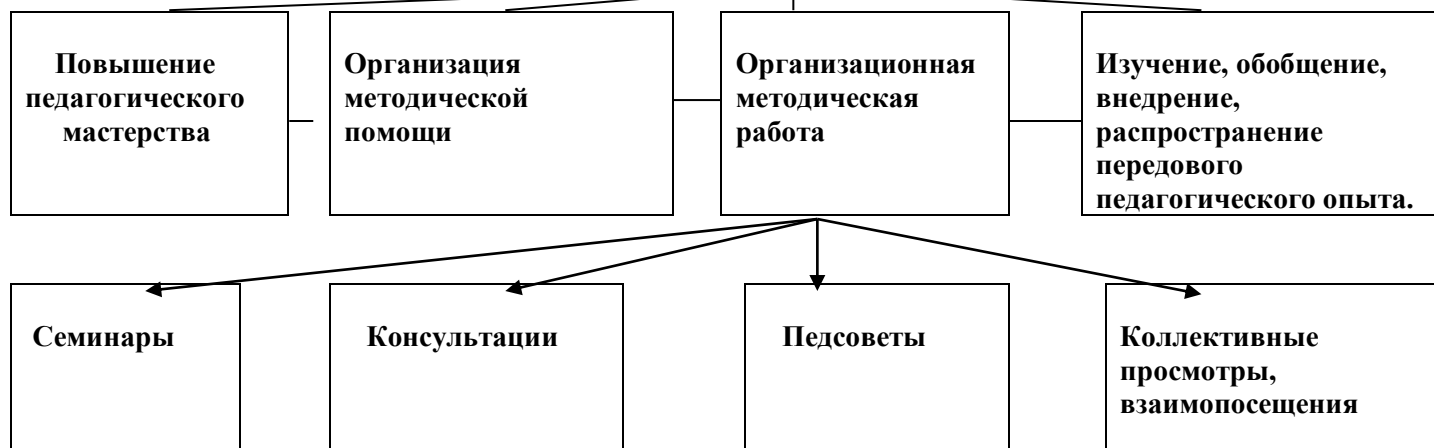 Повышение
педагогического
мастерства
Организация
методической
помощи
Организационная
методическая
работа
Изучение, обобщение,
внедрение,
распространение
передового
педагогического опыта.
Семинары
Консультации
Педсоветы
Коллективные
просмотры,
взаимопосещения